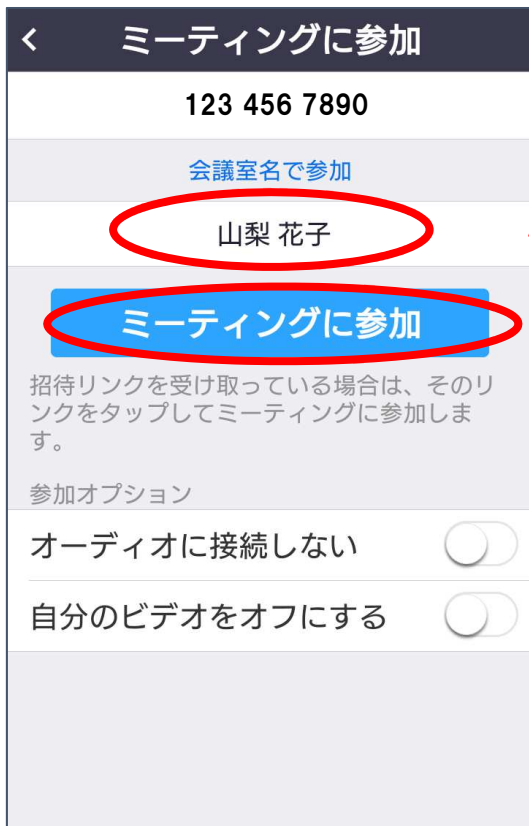 ミーティングに参加
123 456 7890
会議室名で参加
山梨 花子
ミーティングに参加
招待リンクを受け取っている場合は、そのリ
ンクをタップしてミーティングに参加しま
す。
参加オプション
オーディオに接続しない
自分のビデオをオフにする